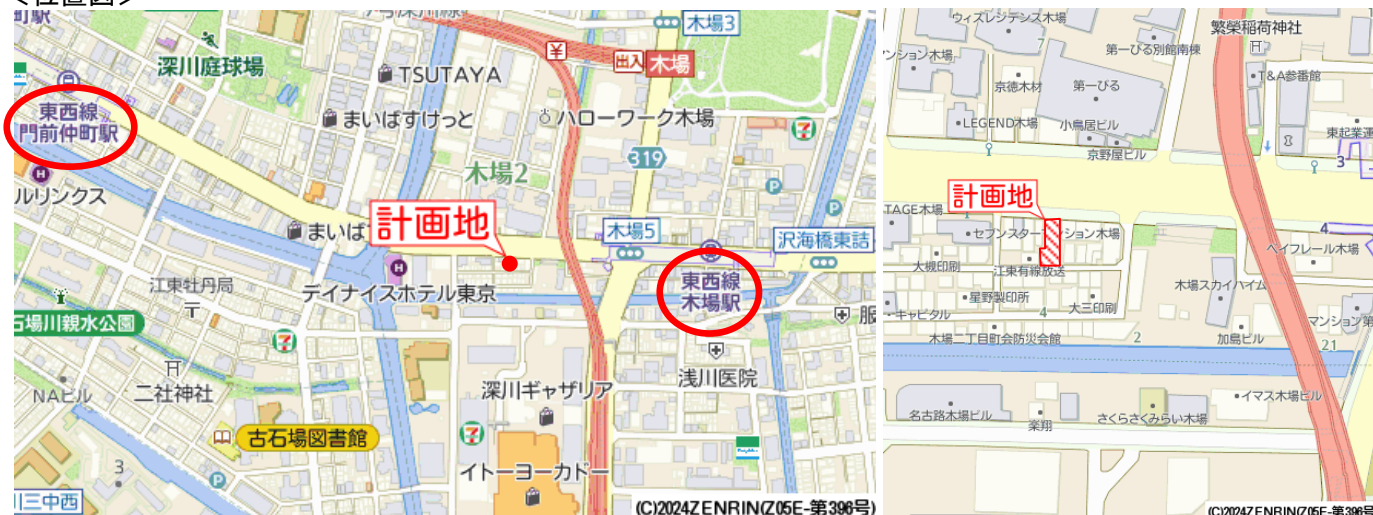 <位置図>
町駅
木場3
深川庭球場
TSUTAYA
¥
出入
木場
東西線
門前仲町駅
まいばすけっと
ハローワーク木場
319
H
ルリンクス
木場2
P
計画地
まいば
木場5
沢海橋東詰
江東牡丹局
〒
デイナイスホテル東京
東西線
木場駅
石場川親水公園
NAビル
二社神社
深川ギャザリア
浅川医院
古石場図書館
イトーヨーカドー
3
P
川三中西
(C)2024ZENRIN(Z05E-第396号)
ウィズレジデンス木場
7
繁榮稲荷神社
第一びる別館南棟
ンション木場
京徳木材
第一びる
T&A参番館
LEGEND木場
小鳥居ビル
東起業運
京野屋ビル
3
計画地
TAGE木場
セブンスター
ション木場
4
ベイフレール木場
大槻印刷
江東有線放送
星野製印所
木場スカイハイム
キャピタル
4
大三印刷
マンション第
木場二丁目町会防災会館
2
加島ビル
21
イマス木場ビル
名古路木場ビル
楽翔
さくらさくみらい木場
(C)2024ZENRIN(Z05E-第396号